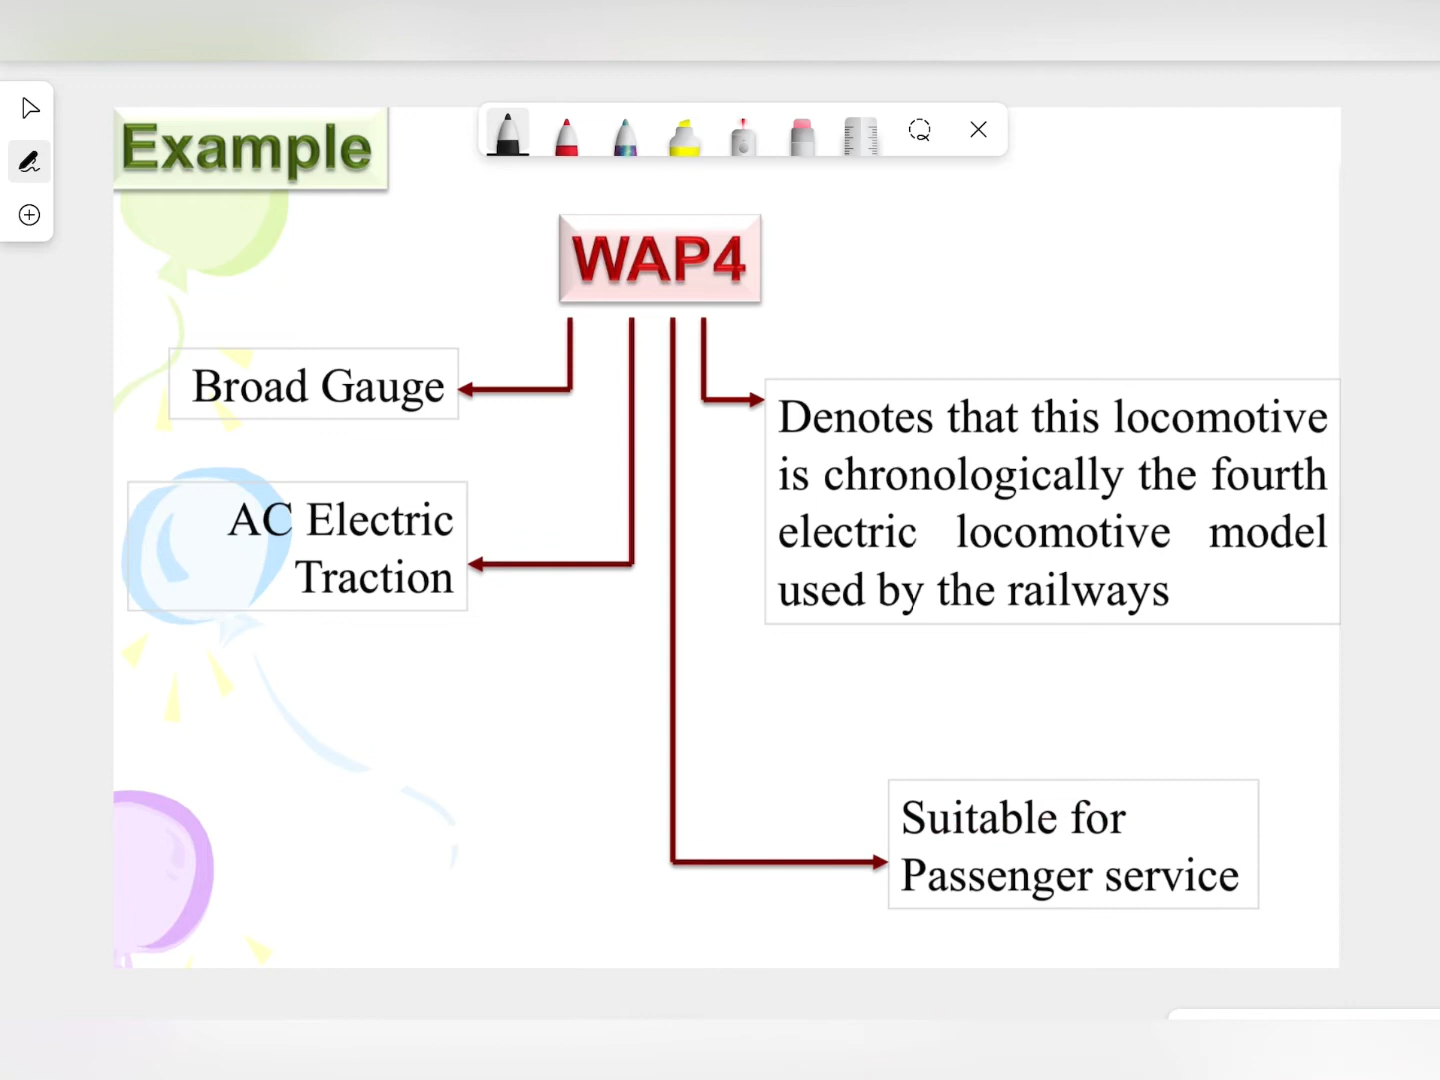 Example
WAP4
Broad Gauge
AC Electric
Traction
Denotes that this locomotive
is chronologically the fourth
electric locomotive model
used by the railways
Suitable for
Passenger service